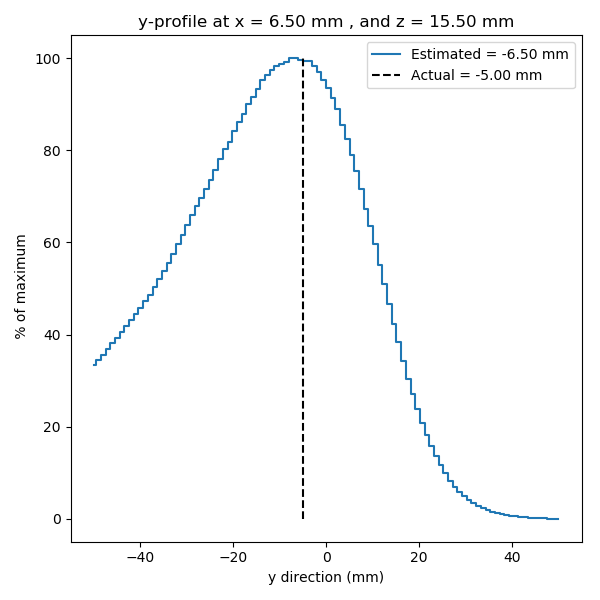 y-profile at x = 6.50 mm , and z = 15.50 mm
Estimated = -6.50 mm
Actual = -5.00 mm
% of maximum
100
80
60
40
20
0
−40 −20 0 20 40
y direction (mm)